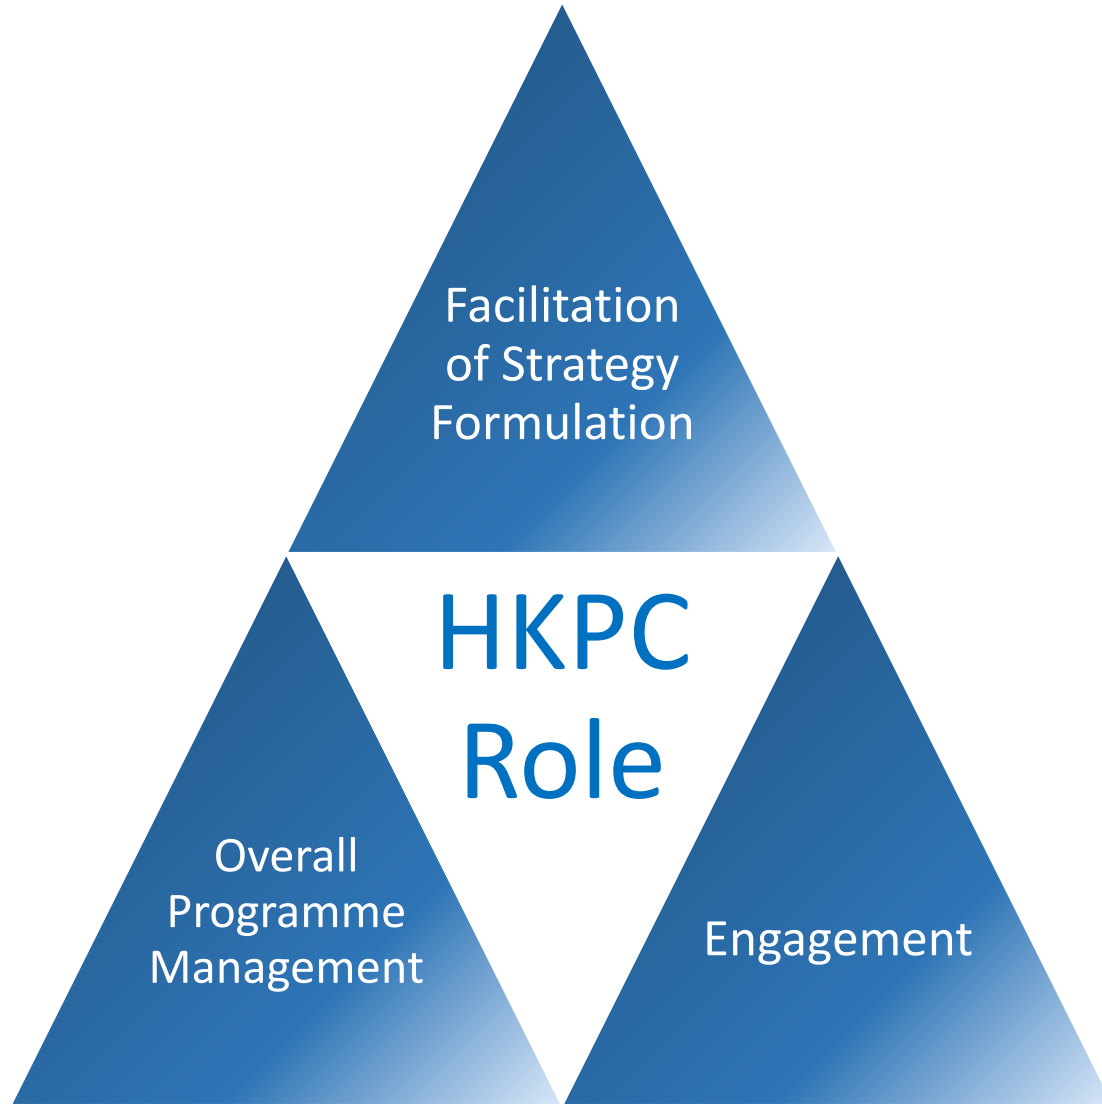 Facilitation
of Strategy
Formulation
HKPC
Role
Overall
Programme
Management
Engagement